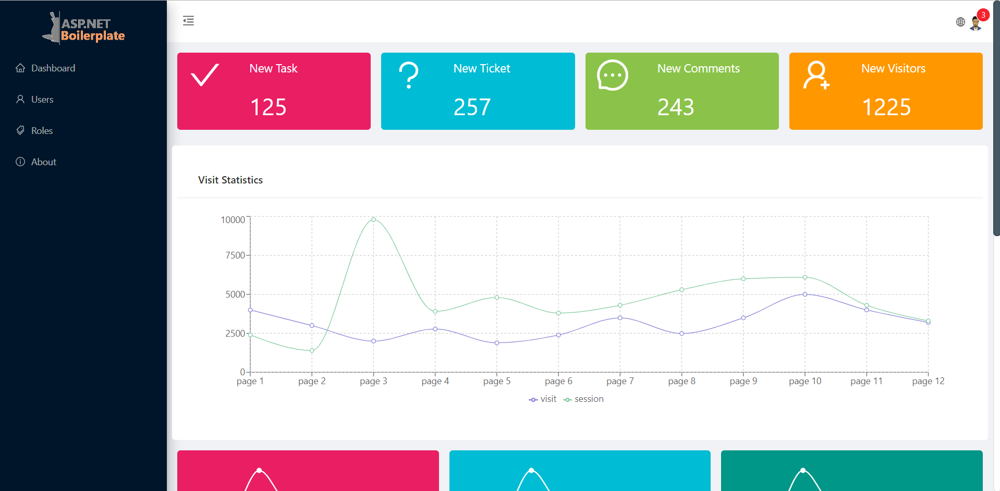 ASP.NET
Boilerplate
Dashboard
Users
Roles
About
3
New Task
125
New Ticket
257
New Comments
243
New Visitors
1225
Visit Statistics
10000
7500
5000
2500
0
page 1 page 2 page 3 page 4 page 5 page 6 page 7 page 8 page 9 page 10 page 11 page 12
visit session